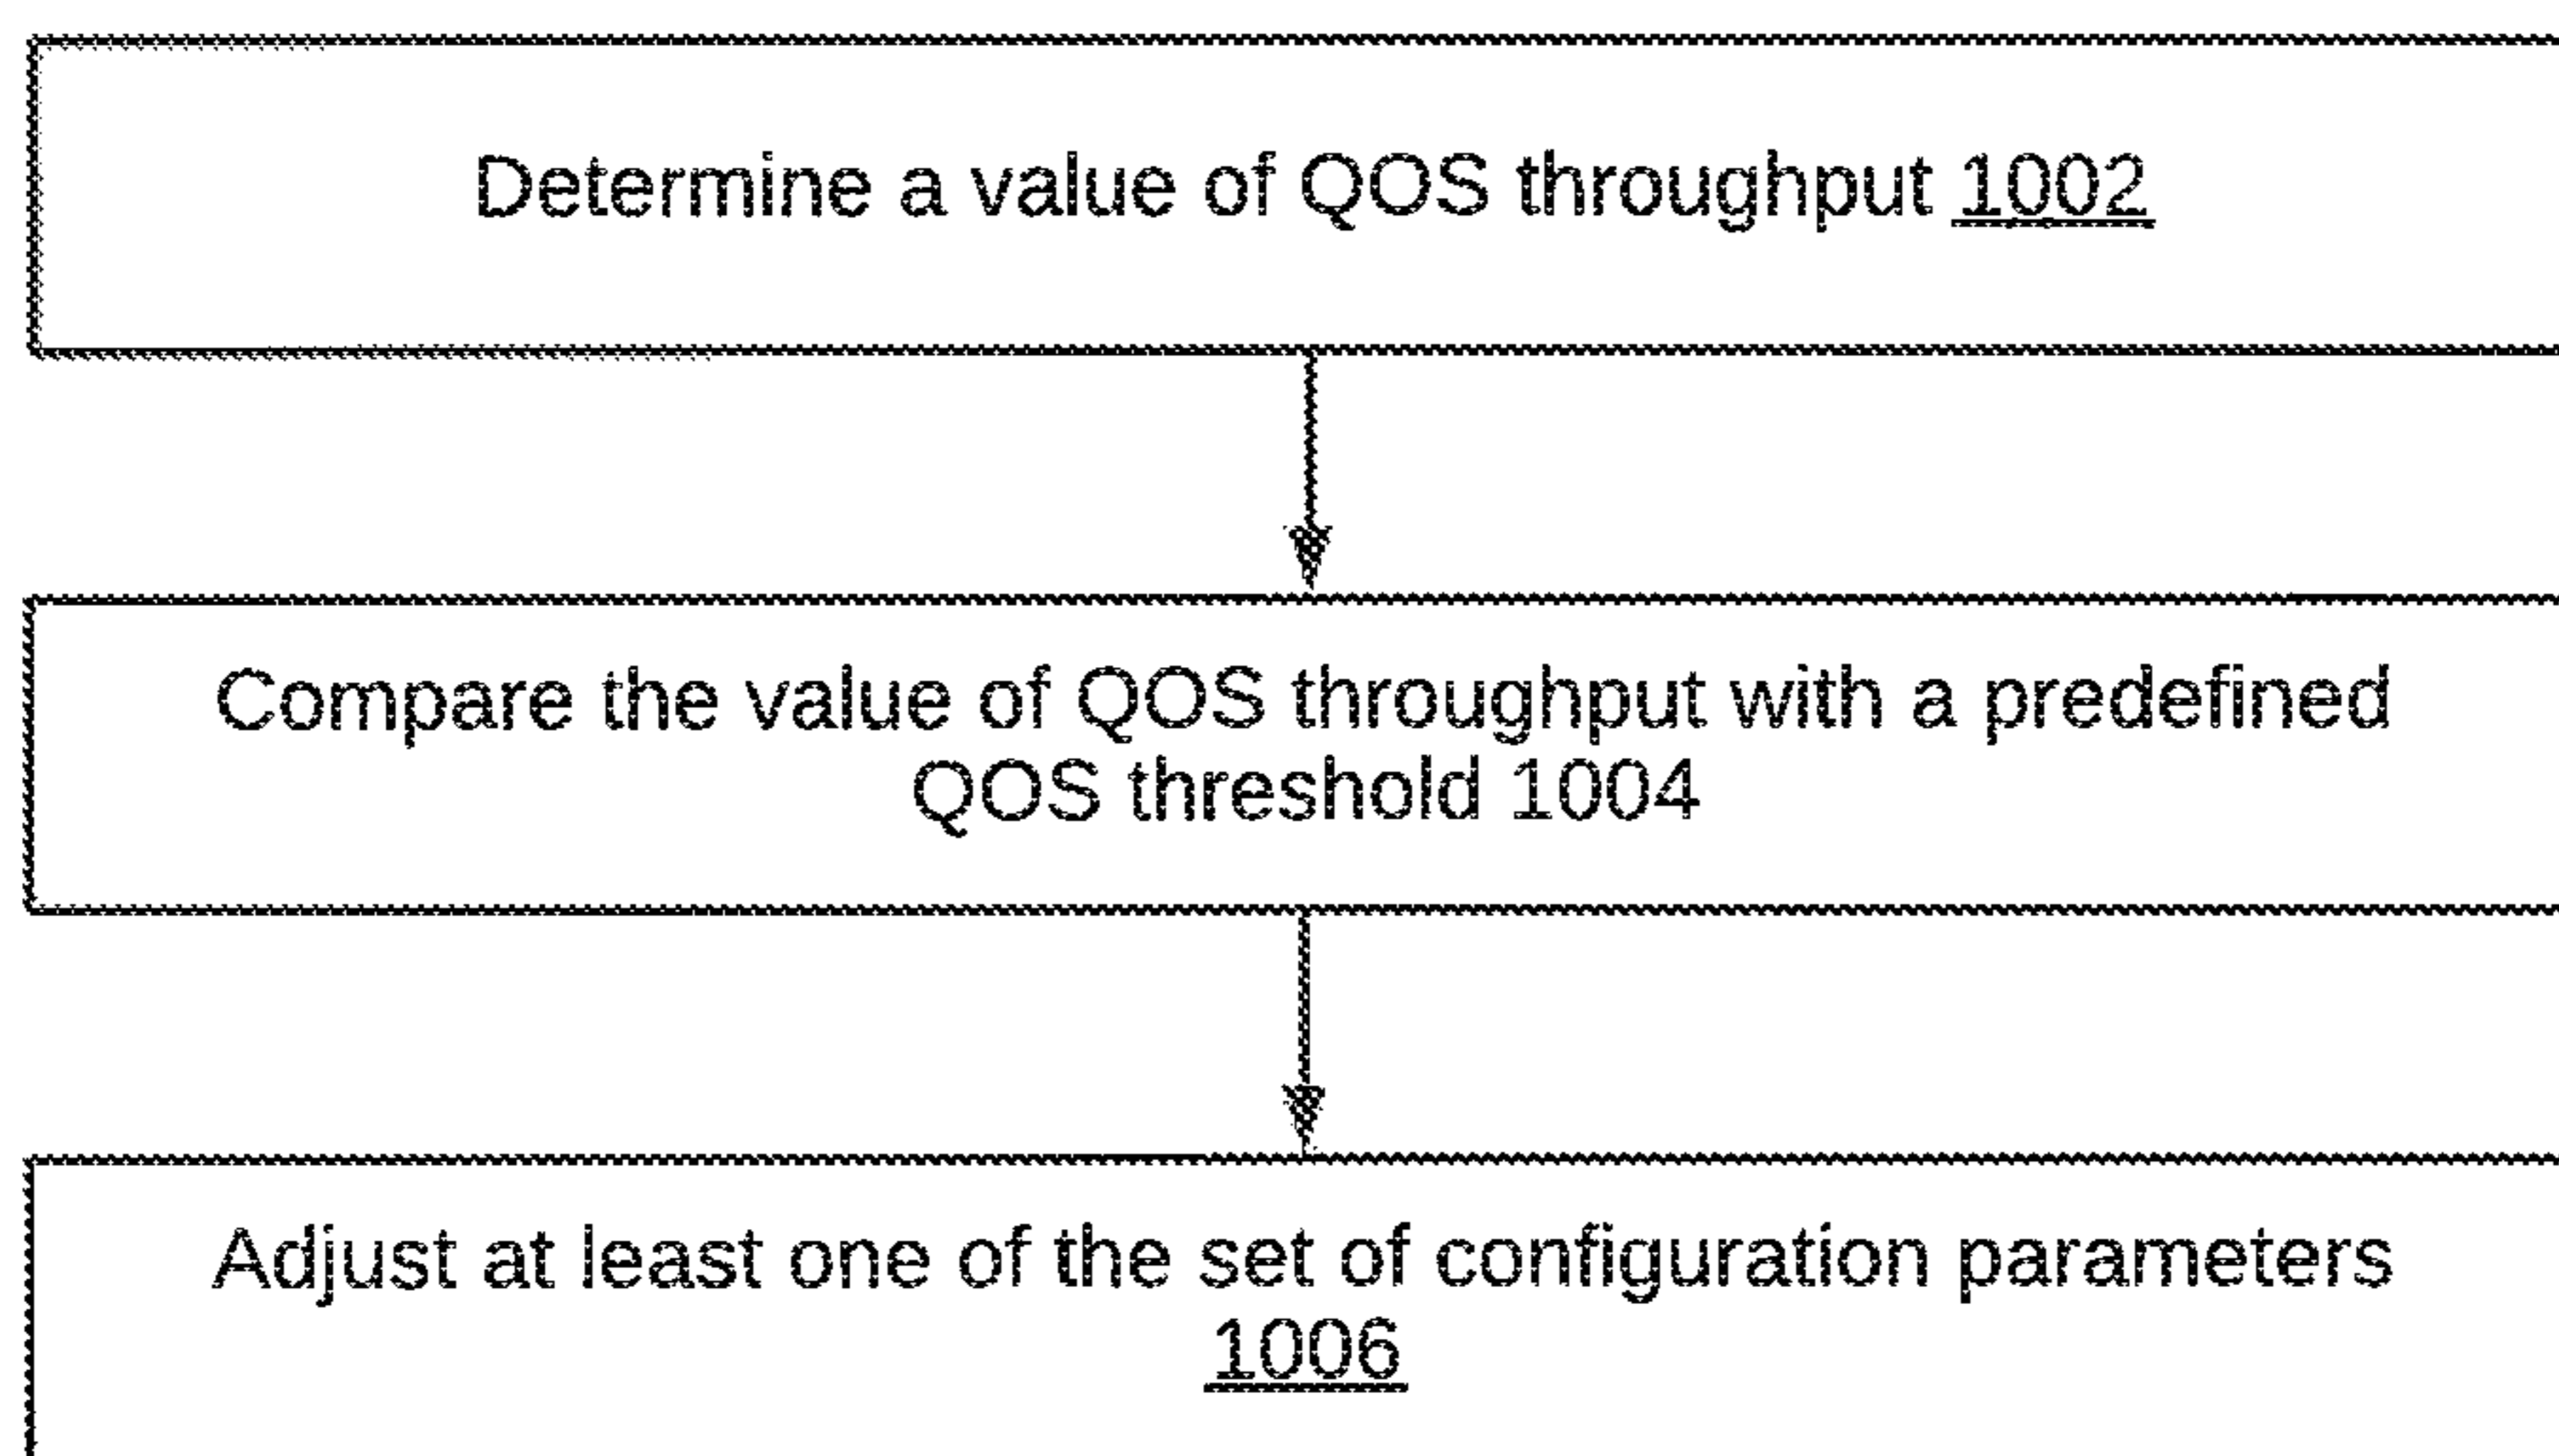 Determine a value of QOS throughput 1002
Compare the value of QOS throughput with a predefined
QOS threshold 1004
Adjust at least one of the set of configuration parameters
1006